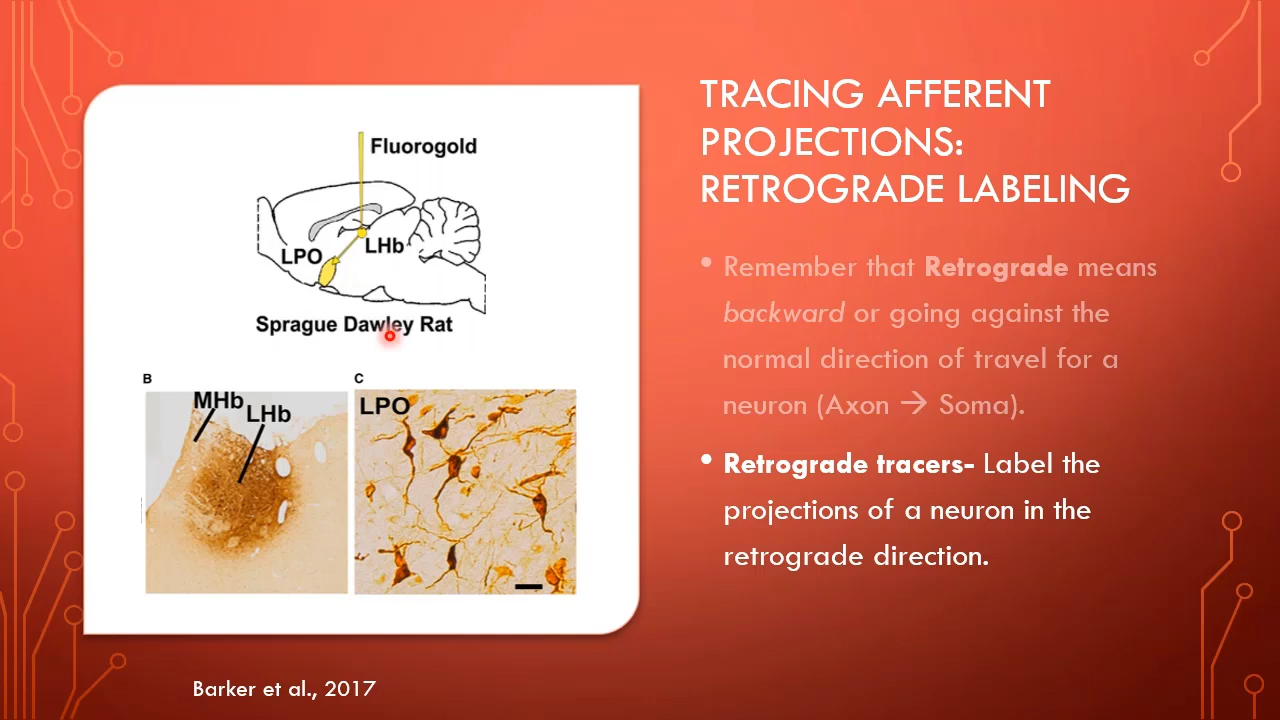 TRACING AFFERENT
PROJECTIONS:
RETROGRADE LABELING
Fluorogold
LPO
LHb
Sprague Dawley Rat
B
MHb
LHb
C
LPO
• Remember that Retrograde means
backward or going against the
normal direction of travel for a
neuron (Axon → Soma).
• Retrograde tracers- Label the
projections of a neuron in the
retrograde direction.
Barker et al., 2017